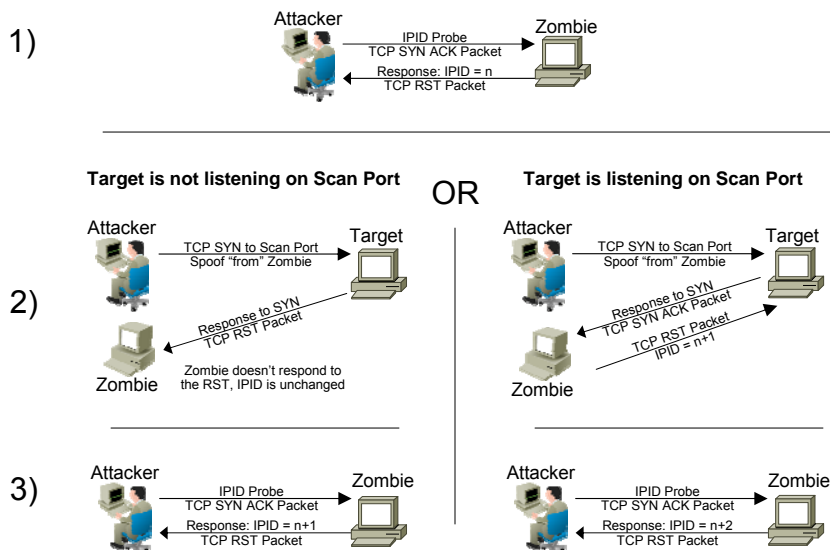 1)
Attacker
Zombie
IPID Probe
TCP SYN ACK Packet
Response: IPID = n
TCP RST Packet
Target is not listening on Scan Port
OR
Target is listening on Scan Port
2)
Attacker
Target
TCP SYN to Scan Port
Spoof “from” Zombie
Response to SYN
TCP RST Packet
Zombie
Zombie doesn’t respond to
the RST, IPID is unchanged
Attacker
Target
TCP SYN to Scan Port
Spoof “from” Zombie
Response to SYN
TCP SYN ACK Packet
TCP RST Packet
IPID = n+1
Zombie
3)
Attacker
Zombie
IPID Probe
TCP SYN ACK Packet
Response: IPID = n+1
TCP RST Packet
Attacker
Zombie
IPID Probe
TCP SYN ACK Packet
Response: IPID = n+2
TCP RST Packet